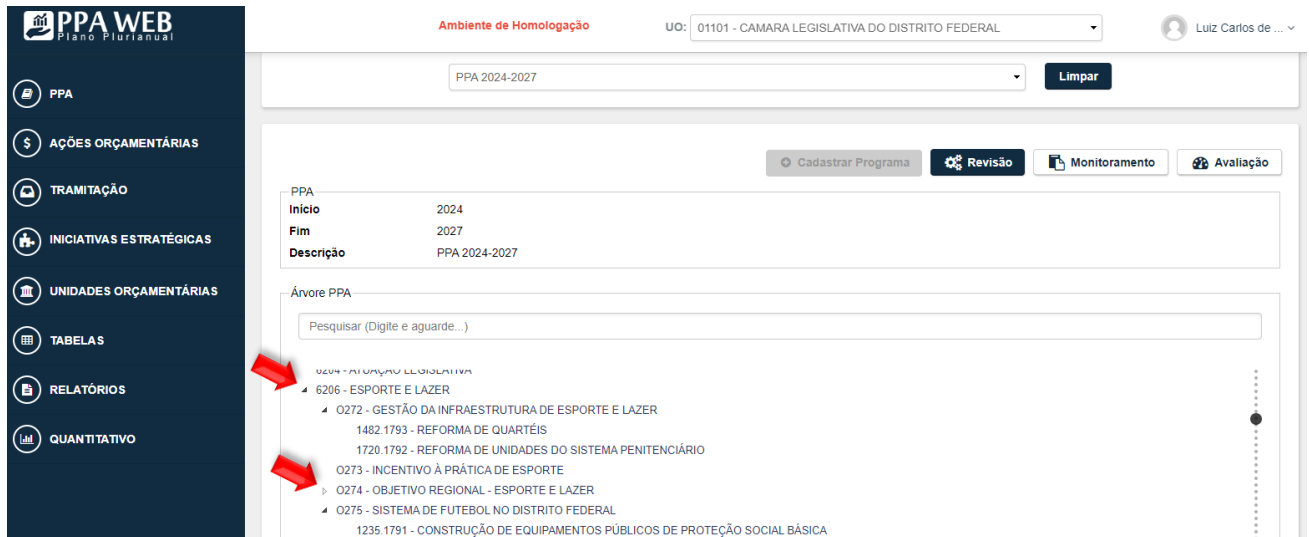 PPA WEB
Plano Plurianual
Ambiente de Homologação
UO: 01101 - CAMARA LEGISLATIVA DO DISTRITO FEDERAL
Luiz Carlos de ...
PPA
AÇÕES ORÇAMENTÁRIAS
TRAMITAÇÃO
INICIATIVAS ESTRATÉGICAS
UNIDADES ORÇAMENTÁRIAS
TABELAS
RELATÓRIOS
QUANTITATIVO
PPA 2024-2027
Limpar
Cadastrar Programa
Revisão
Monitoramento
Avaliação
PPA
Início 2024
Fim 2027
Descrição PPA 2024-2027
Árvore PPA
Pesquisar (Digite e aguarde...)
6204 - ATUAÇÃO LEGISLATIVA
6206 - ESPORTE E LAZER
O272 - GESTÃO DA INFRAESTRUTURA DE ESPORTE E LAZER
1482.1793 - REFORMA DE QUARTÉIS
1720.1792 - REFORMA DE UNIDADES DO SISTEMA PENITENCIÁRIO
O273 - INCENTIVO À PRÁTICA DE ESPORTE
O274 - OBJETIVO REGIONAL - ESPORTE E LAZER
O275 - SISTEMA DE FUTEBOL NO DISTRITO FEDERAL
1235.1791 - CONSTRUÇÃO DE EQUIPAMENTOS PÚBLICOS DE PROTEÇÃO SOCIAL BÁSICA